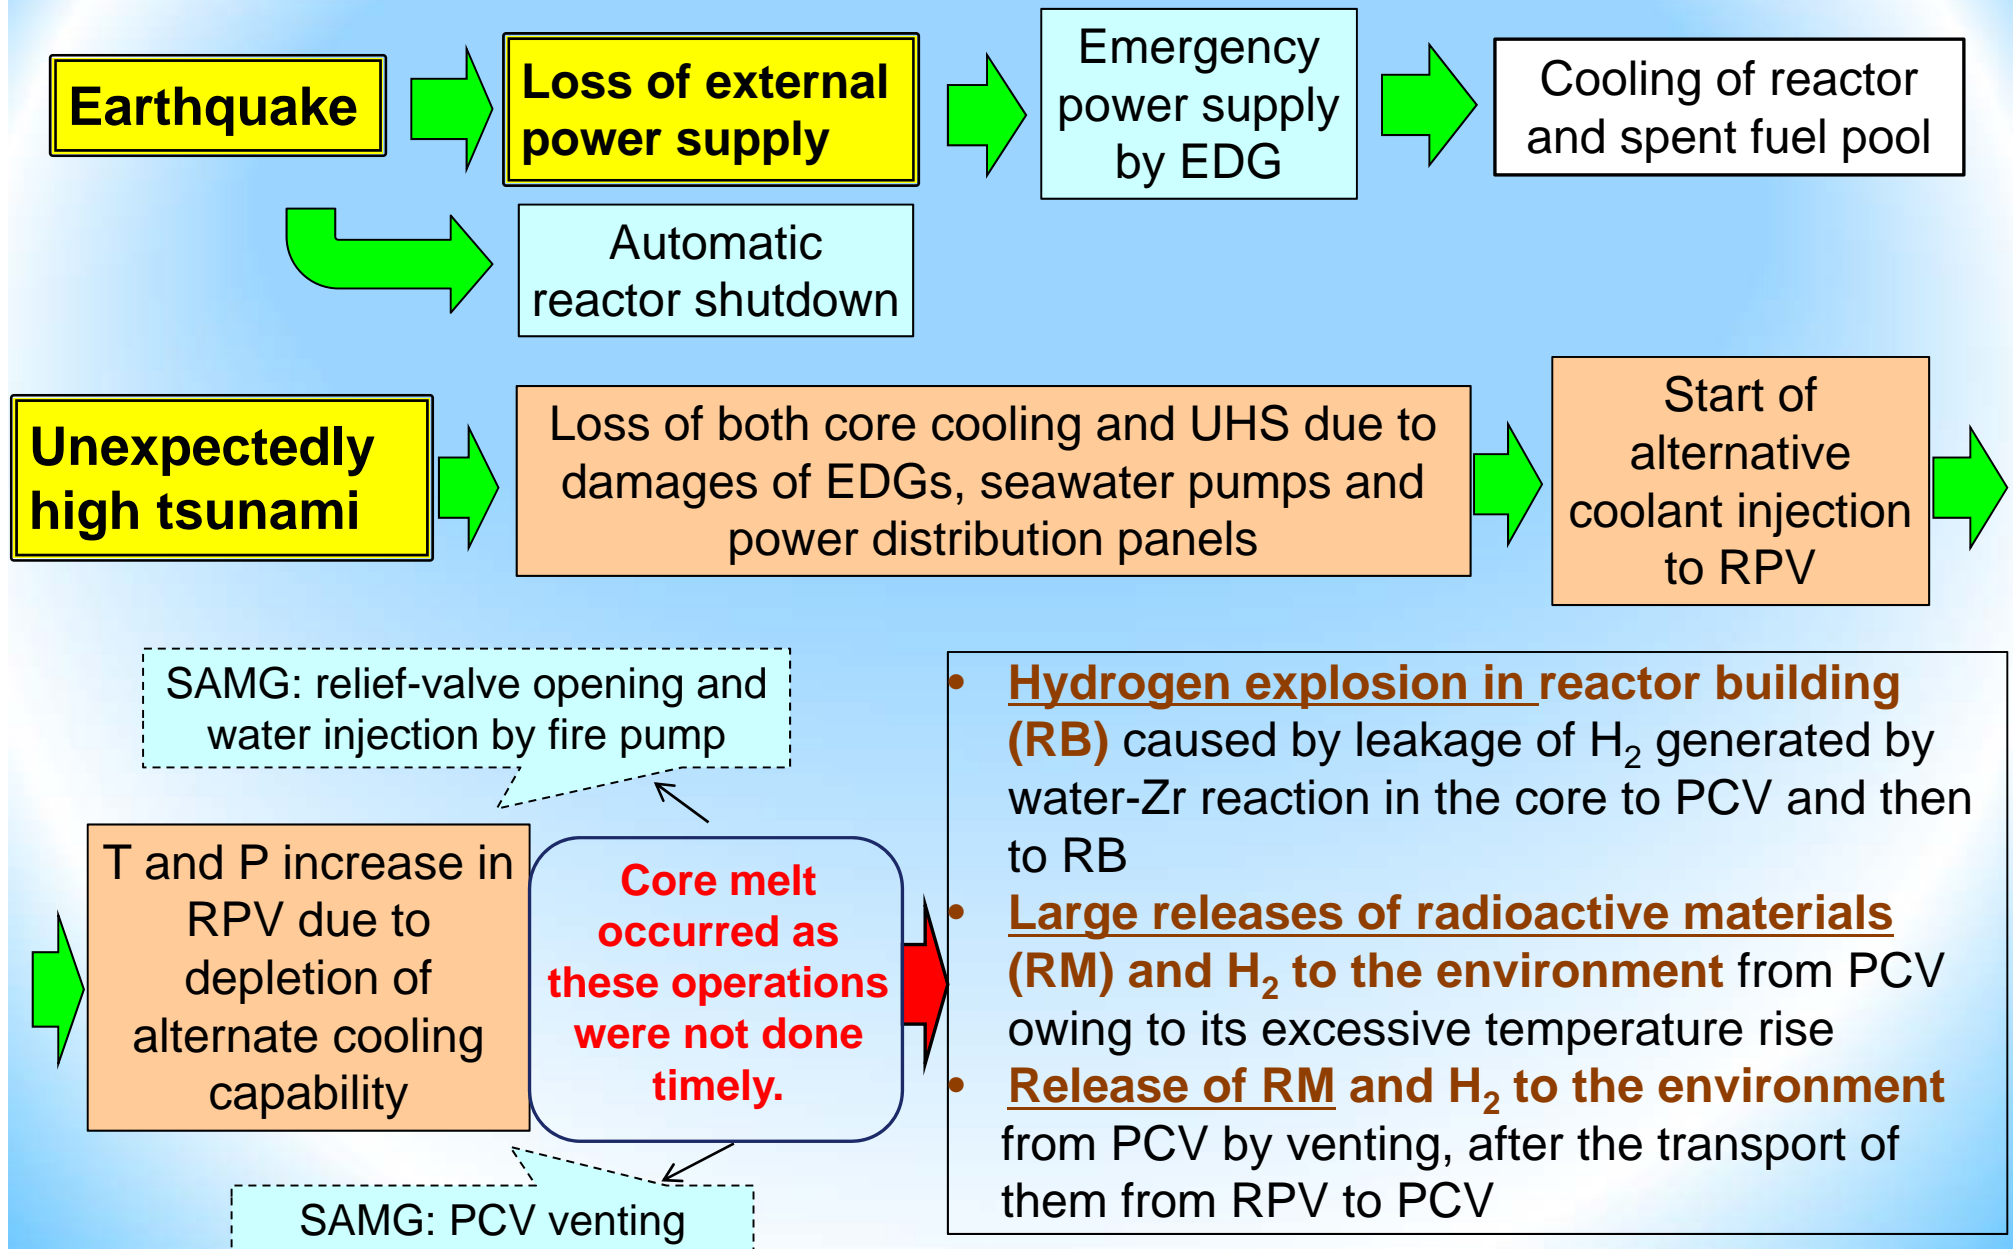 Earthquake
Loss of external
power supply
Emergency
power supply
by EDG
Cooling of reactor
and spent fuel pool
Automatic
reactor shutdown
Unexpectedly
high tsunami
Loss of both core cooling and UHS due to
damages of EDGs, seawater pumps and
power distribution panels
Start of
alternative
coolant injection
to RPV
SAMG: relief-valve opening and
water injection by fire pump
T and P increase in
RPV due to
depletion of
alternate cooling
capability
Core melt
occurred as
these operations
were not done
timely.
SAMG: PCV venting
• Hydrogen explosion in reactor building
(RB) caused by leakage of H₂ generated by
water-Zr reaction in the core to PCV and then
to RB
• Large releases of radioactive materials
(RM) and H₂ to the environment from PCV
owing to its excessive temperature rise
• Release of RM and H₂ to the environment
from PCV by venting, after the transport of
them from RPV to PCV